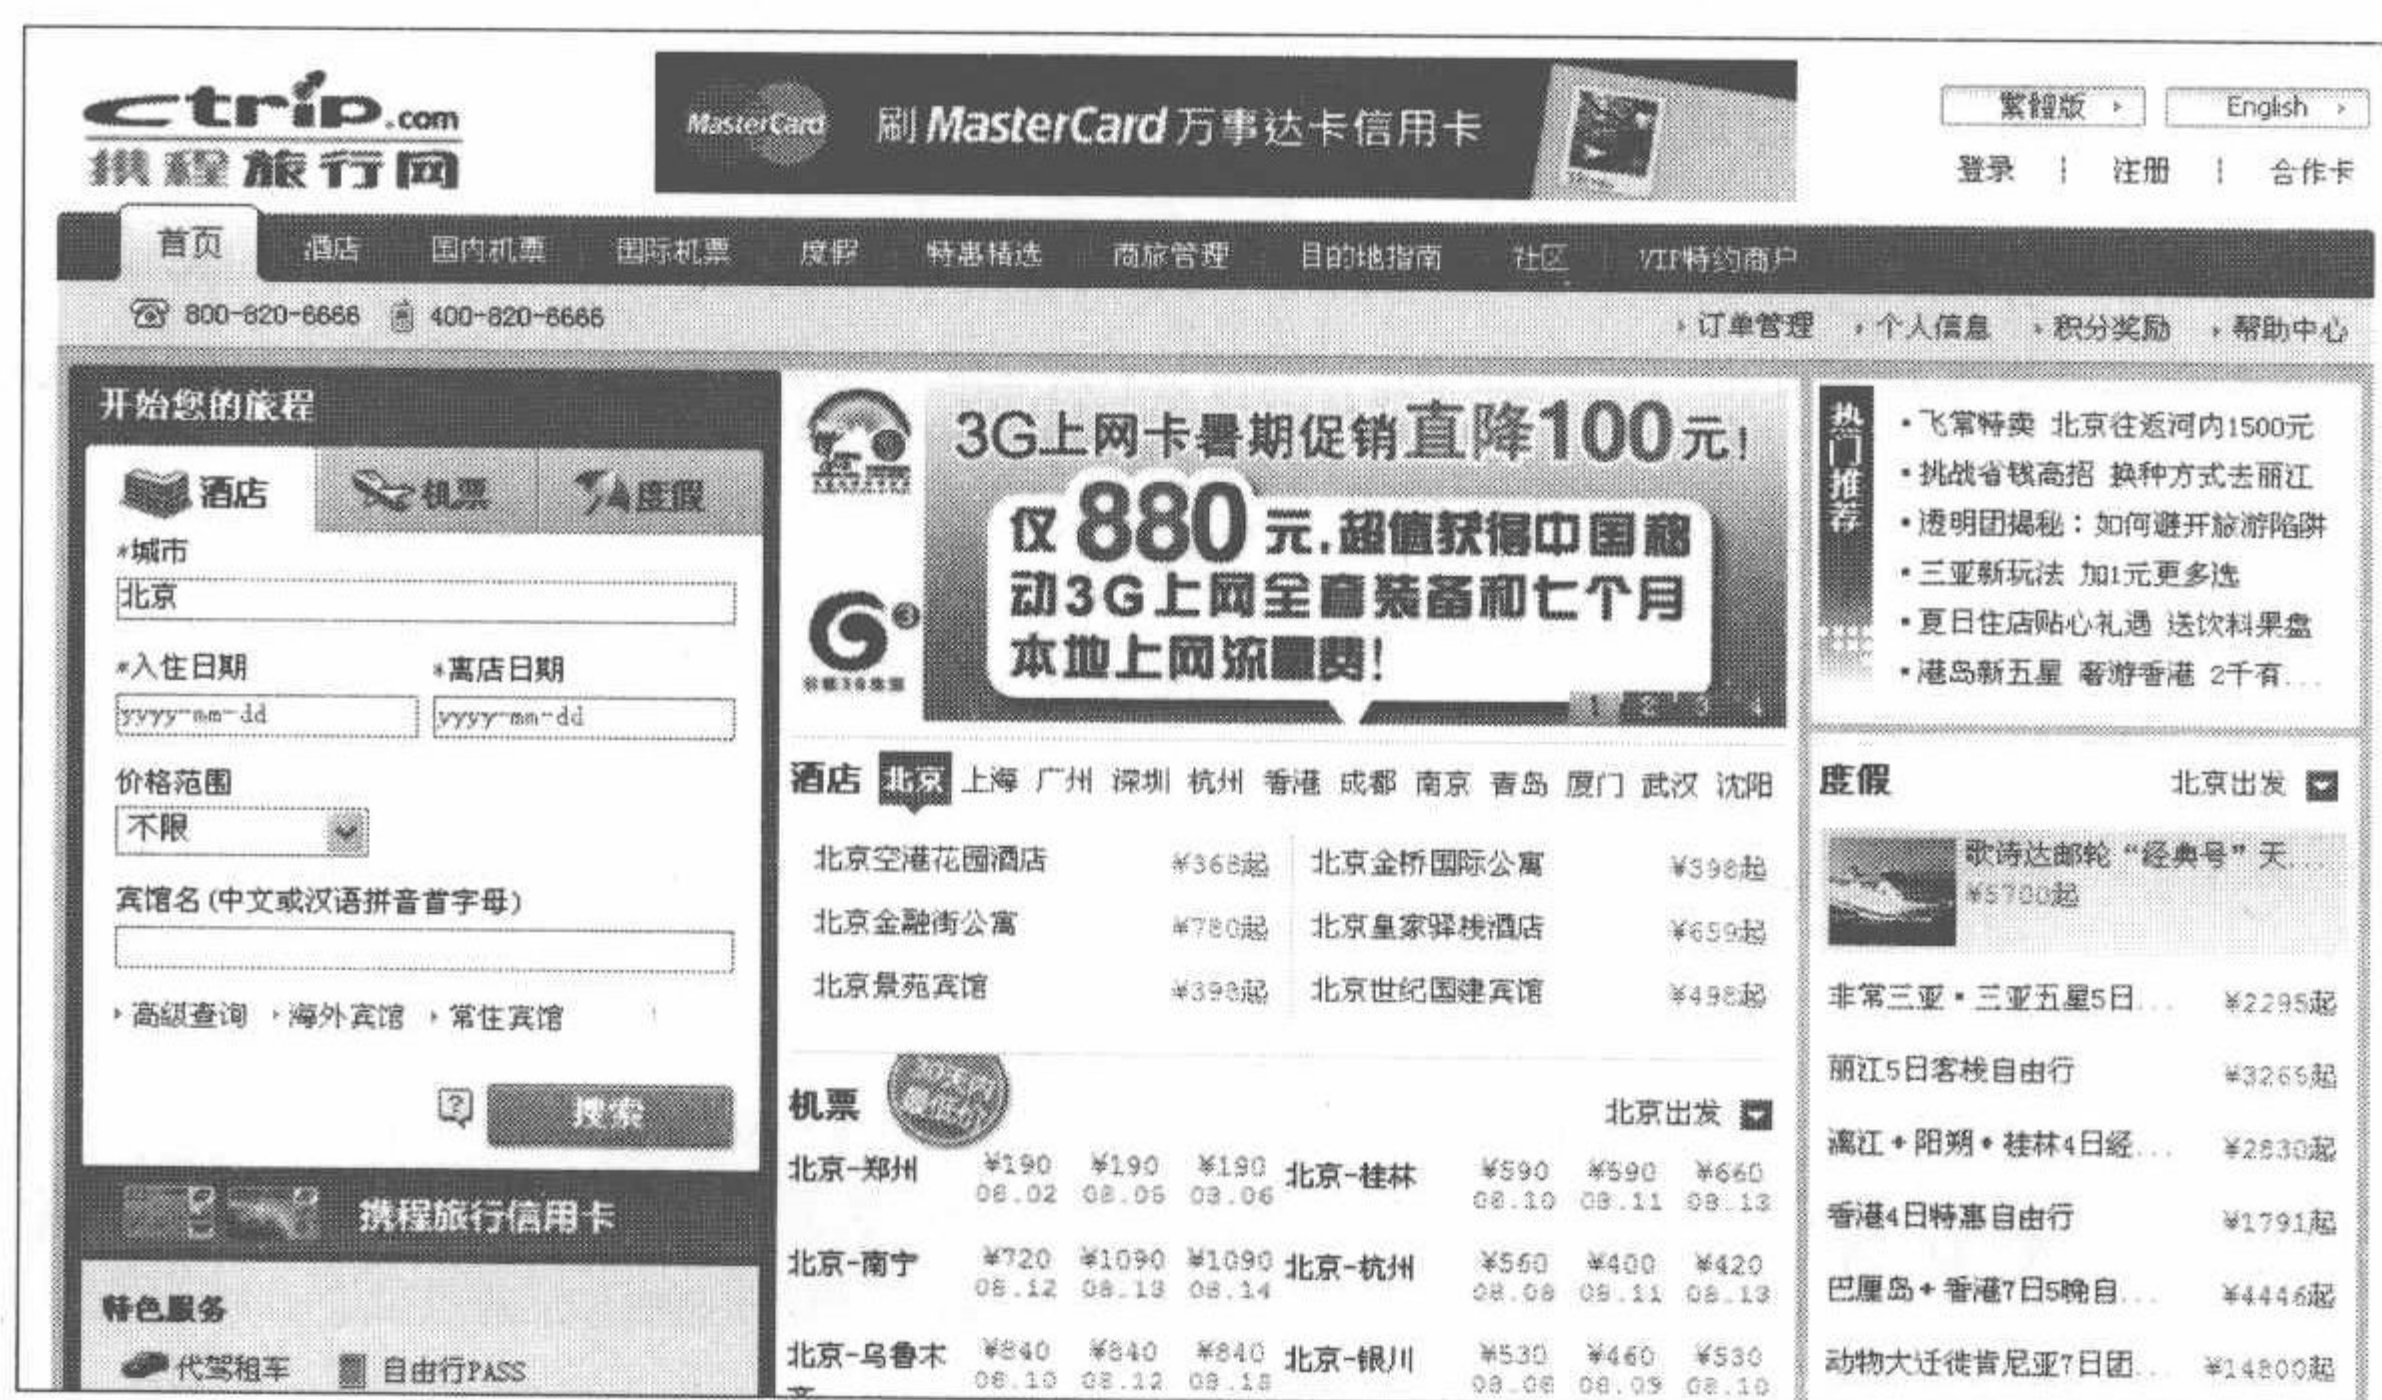 ctrip.com
携程旅行网
MasterCard 刷MasterCard万事达卡信用卡
繁體版 English
登录 | 注册 | 合作卡
首页 酒店 国内机票 国际机票 度假 特惠精选 商旅管理 目的地指南 社区 VIP特约商户
800-820-6666 400-820-6666 订单管理 个人信息 积分奖励 帮助中心
开始您的旅程
酒店 机票 度假
*城市
北京
*入住日期 *离店日期
yyyy-mm-dd yyyy-mm-dd
价格范围
不限
宾馆名(中文或汉语拼音首字母)
高级查询 海外宾馆 常住宾馆
搜索
携程旅行信用卡
特色服务
代驾租车 自由行PASS
3G上网卡暑期促销直降100元!
仅880元,超值获得中国移
动3G上网全套装备和七个月
本地上网流量费!
1 2 3 4
酒店 北京 上海 广州 深圳 杭州 香港 成都 南京 青岛 厦门 武汉 沈阳
北京空港花园酒店 ¥368起 北京金桥国际公寓 ¥398起
北京金融街公寓 ¥780起 北京皇家驿栈酒店 ¥659起
北京景苑宾馆 ¥398起 北京世纪国建宾馆 ¥498起
机票 北京出发
北京-郑州 ¥190 ¥190 ¥190 北京-桂林 ¥590 ¥590 ¥660
08.02 08.05 08.06 08.10 08.11 08.13
北京-南宁 ¥720 ¥1090 ¥1090 北京-杭州 ¥560 ¥400 ¥420
08.12 08.13 08.14 08.08 08.11 08.13
北京-乌鲁木 ¥840 ¥840 ¥840 北京-银川 ¥530 ¥460 ¥530
08.10 08.12 08.08 08.09 08.10
热门推荐
飞常特卖 北京往返河内1500元
挑战省钱高招 换种方式去丽江
透明团揭秘：如何避开旅游陷阱
三亚新玩法 加1元更多选
夏日住店贴心礼遇 送饮料果盘
港岛新五星 奢游香港 2千有...
度假 北京出发
歌诗达邮轮“经典号”天...
¥5700起
非常三亚·三亚五星5日... ¥2295起
丽江5日客栈自由行 ¥3265起
漓江+阳朔+桂林4日经... ¥2830起
香港4日特惠自由行 ¥1791起
巴厘岛+香港7日5晚自... ¥4446起
动物大迁徙肯尼亚7日团... ¥14800起